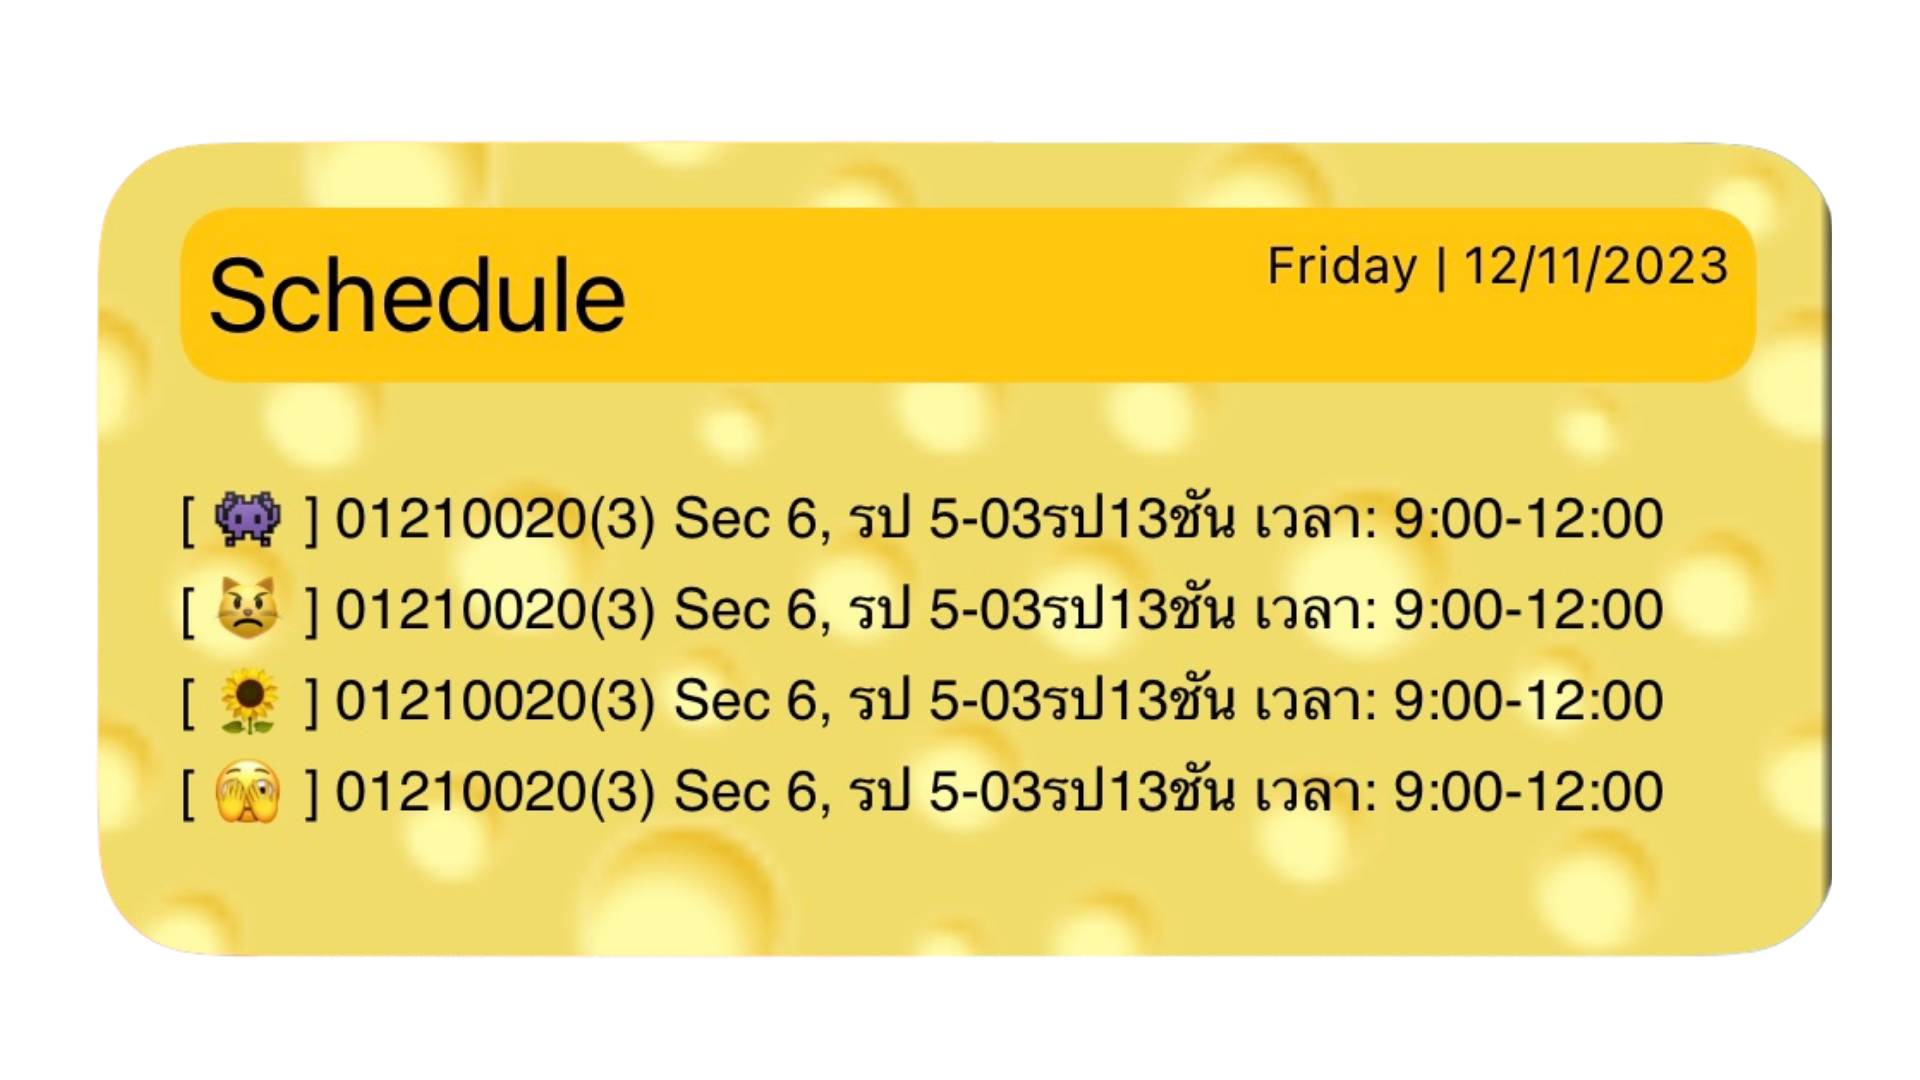 Schedule
Friday | 12/11/2023
[ 👾 ] 01210020(3) Sec 6, รป 5-03รป13ชัน เวลา: 9:00-12:00
[ 😾 ] 01210020(3) Sec 6, รป 5-03รป13ชัน เวลา: 9:00-12:00
[ 🌻 ] 01210020(3) Sec 6, รป 5-03รป13ชัน เวลา: 9:00-12:00
[ 🫣 ] 01210020(3) Sec 6, รป 5-03รป13ชัน เวลา: 9:00-12:00